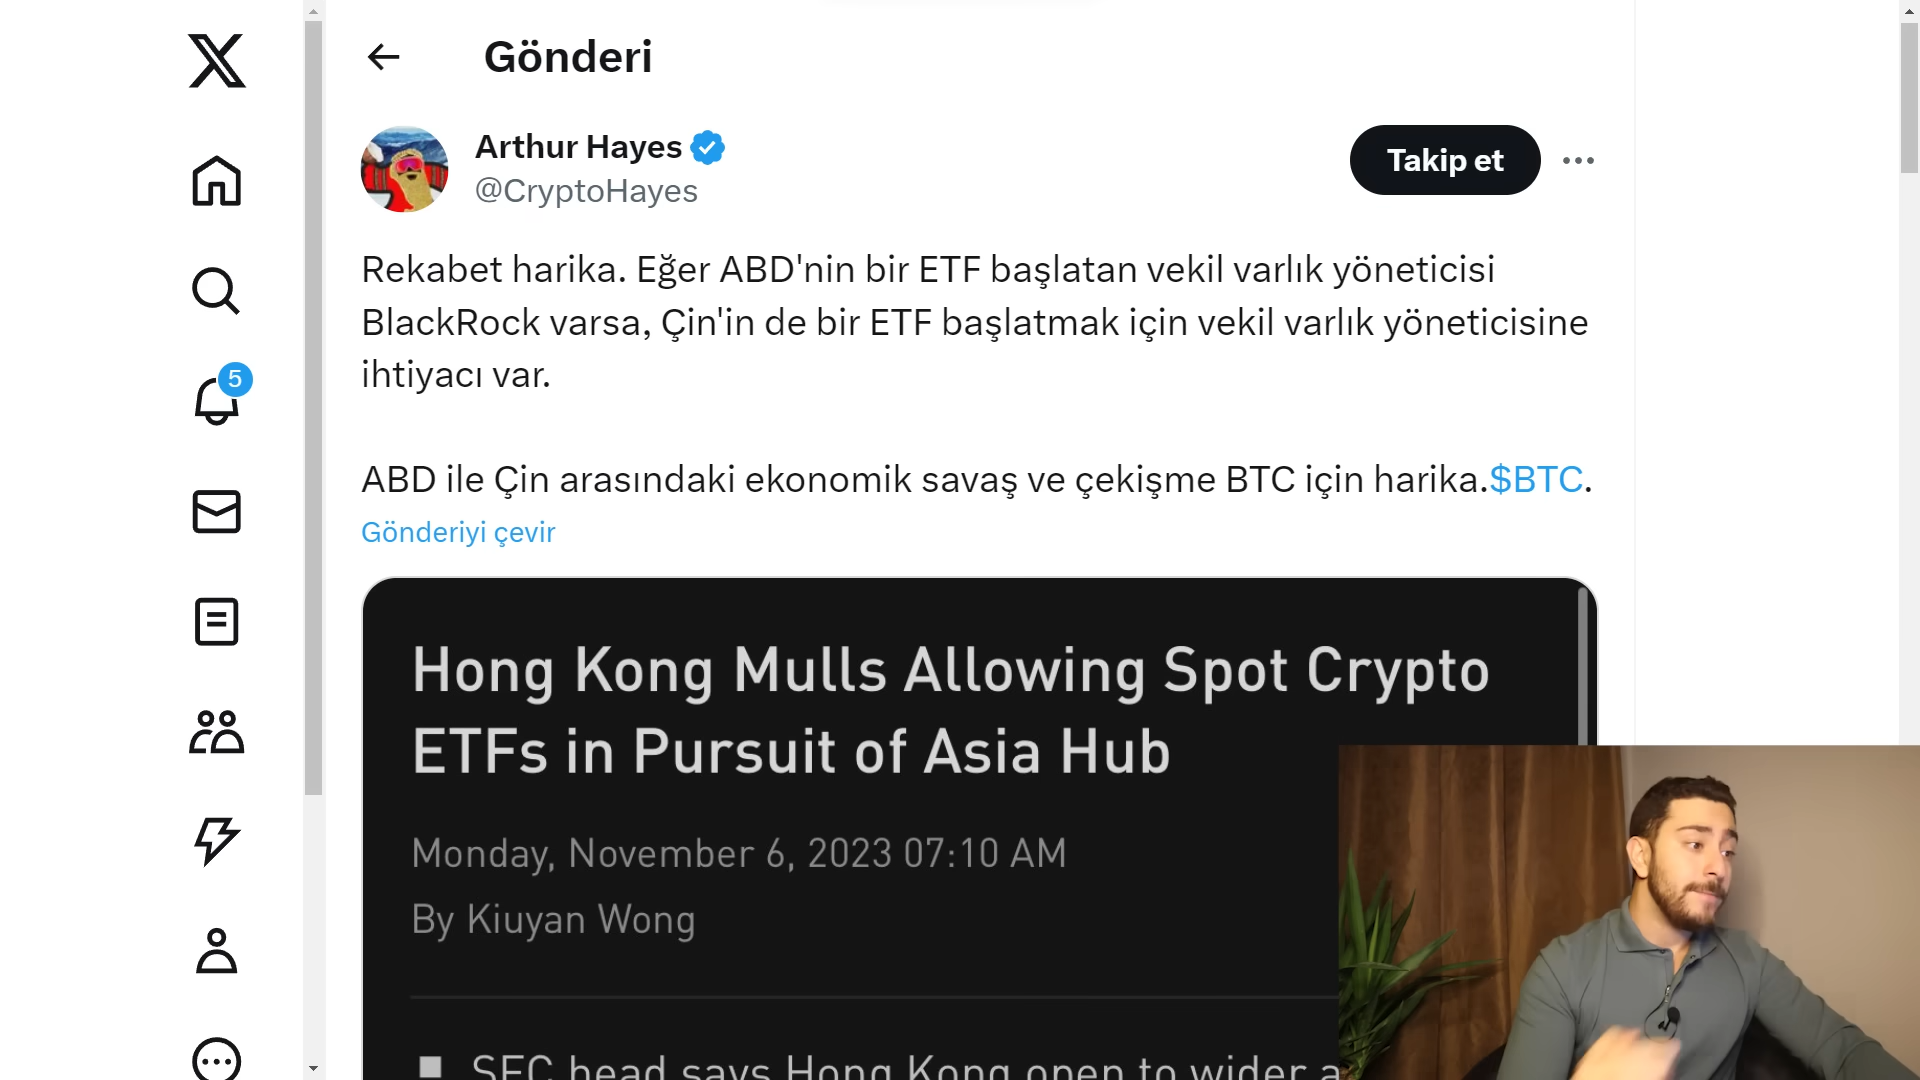 Gönderi
Arthur Hayes
@CryptoHayes
Takip et
5
Rekabet harika. Eğer ABD'nin bir ETF başlatan vekil varlık yöneticisi
BlackRock varsa, Çin'in de bir ETF başlatmak için vekil varlık yöneticisine
ihtiyacı var.
ABD ile Çin arasındaki ekonomik savaş ve çekişme BTC için harika.$BTC.
Gönderiyi çevir
Hong Kong Mulls Allowing Spot Crypto
ETFs in Pursuit of Asia Hub
Monday, November 6, 2023 07:10 AM
By Kiuyan Wong
SFC head says Hong Kong open to wider a